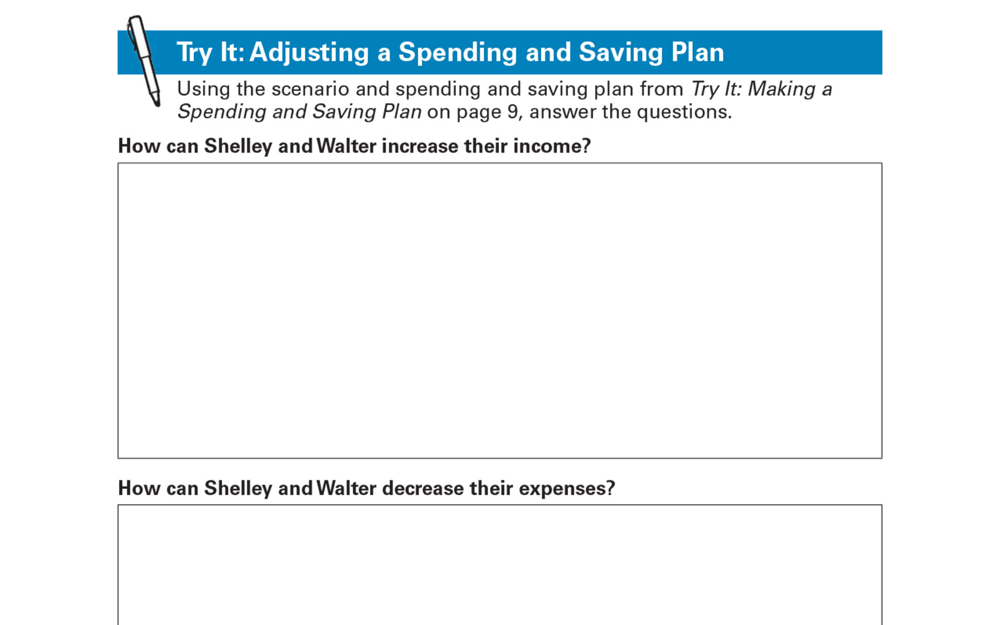 Try It: Adjusting a Spending and Saving Plan
Using the scenario and spending and saving plan from Try It: Making a
Spending and Saving Plan on page 9, answer the questions.
How can Shelley and Walter increase their income?
How can Shelley and Walter decrease their expenses?